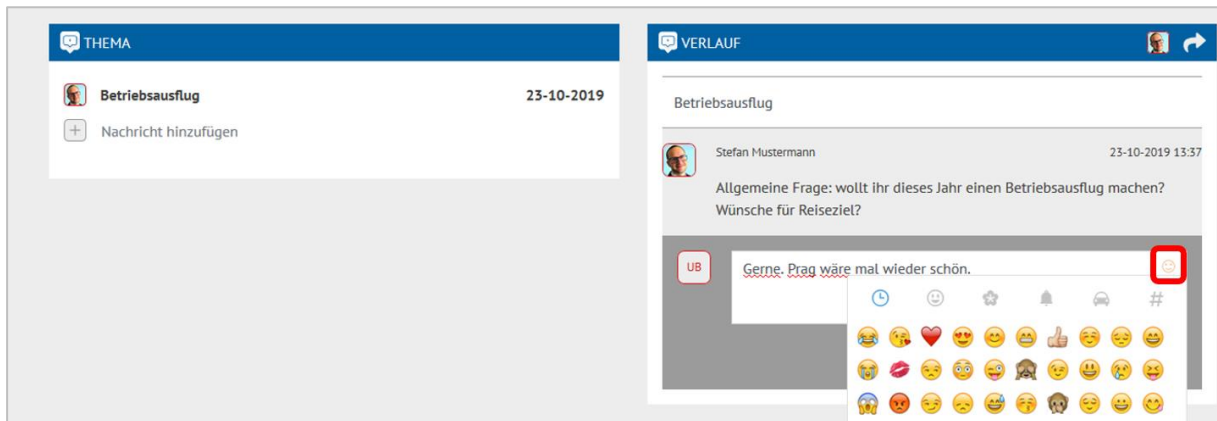 THEMA
Betriebsausflug 23-10-2019
Nachricht hinzufügen
VERLAUF
Betriebsausflug
Stefan Mustermann 23-10-2019 13:37
Allgemeine Frage: wollt ihr dieses Jahr einen Betriebsausflug machen?
Wünsche für Reiseziel?
UB
Gerne. Prag wäre mal wieder schön.
#